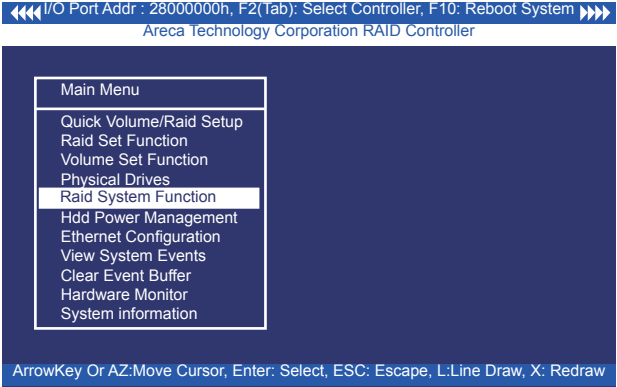 I/O Port Addr : 28000000h, F2(Tab): Select Controller, F10: Reboot System
Areca Technology Corporation RAID Controller
Main Menu
Quick Volume/Raid Setup
Raid Set Function
Volume Set Function
Physical Drives
Raid System Function
Hdd Power Management
Ethernet Configuration
View System Events
Clear Event Buffer
Hardware Monitor
System information
ArrowKey Or AZ:Move Cursor, Enter: Select, ESC: Escape, L:Line Draw, X: Redraw